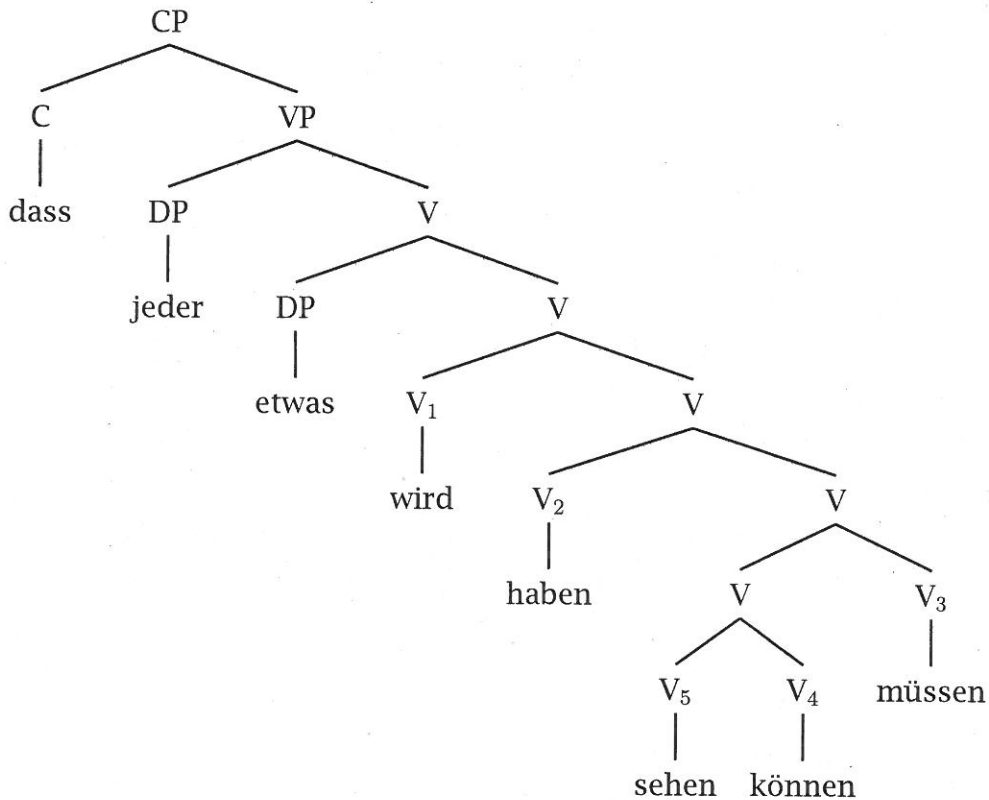 CP
C VP
dass DP V
jeder DP V
etwas V₁ V
wird V₂ V
haben V V₃
V₅ V₄ müssen
sehen können